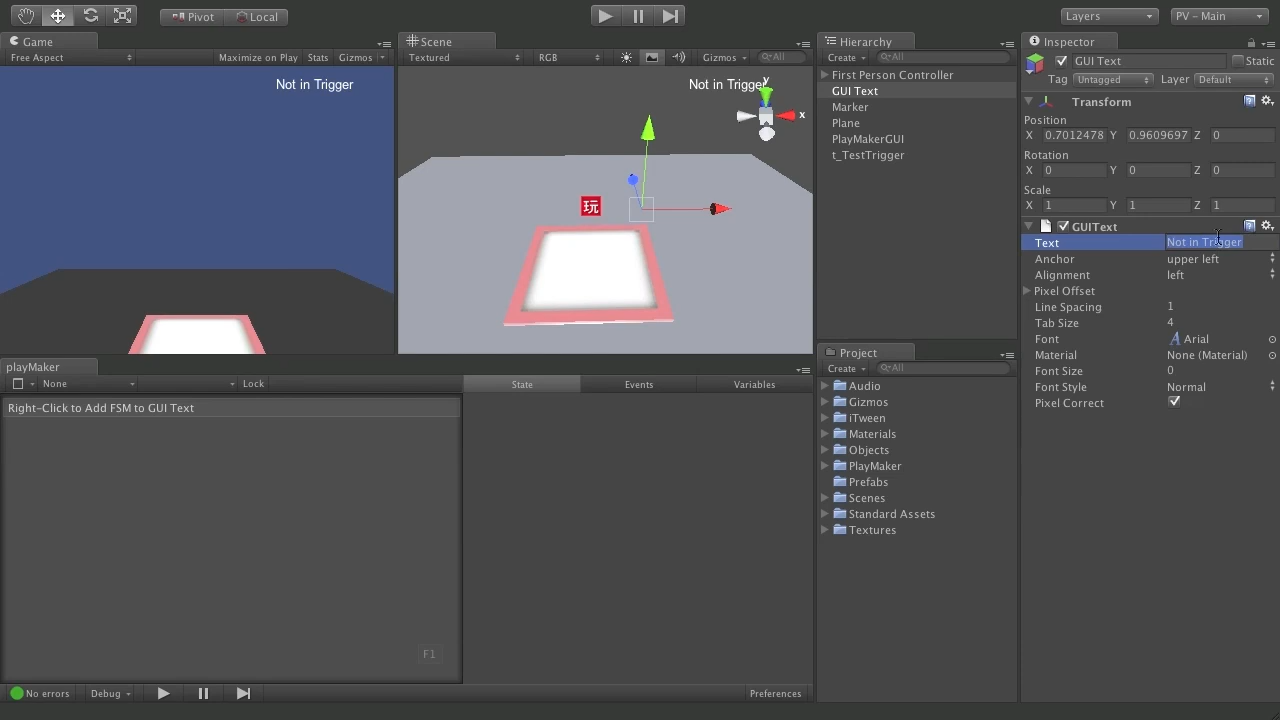 Pivot Local Layers PV - Main
Game
Free Aspect Maximize on Play Stats Gizmos
Not in Trigger
Scene
Textured RGB Gizmos All
Not in Trigger
y
x
玩
Hierarchy
Create All
First Person Controller
GUI Text
Marker
Plane
PlayMakerGUI
t_TestTrigger
Project
Create All
Audio
Gizmos
iTween
Materials
Objects
PlayMaker
Prefabs
Scenes
Standard Assets
Textures
Inspector
GUI Text Static
Tag Untagged Layer Default
Transform
Position
X 0.7012478 Y 0.9609697 Z 0
Rotation
X 0 Y 0 Z 0
Scale
X 1 Y 1 Z 1
GUIText
Text Not in Trigger
Anchor upper left
Alignment left
Pixel Offset
Line Spacing 1
Tab Size 4
Font Arial
Material None (Material)
Font Size 0
Font Style Normal
Pixel Correct
playMaker
None Lock State Events Variables
Right-Click to Add FSM to GUI Text
F1
No errors Debug Preferences